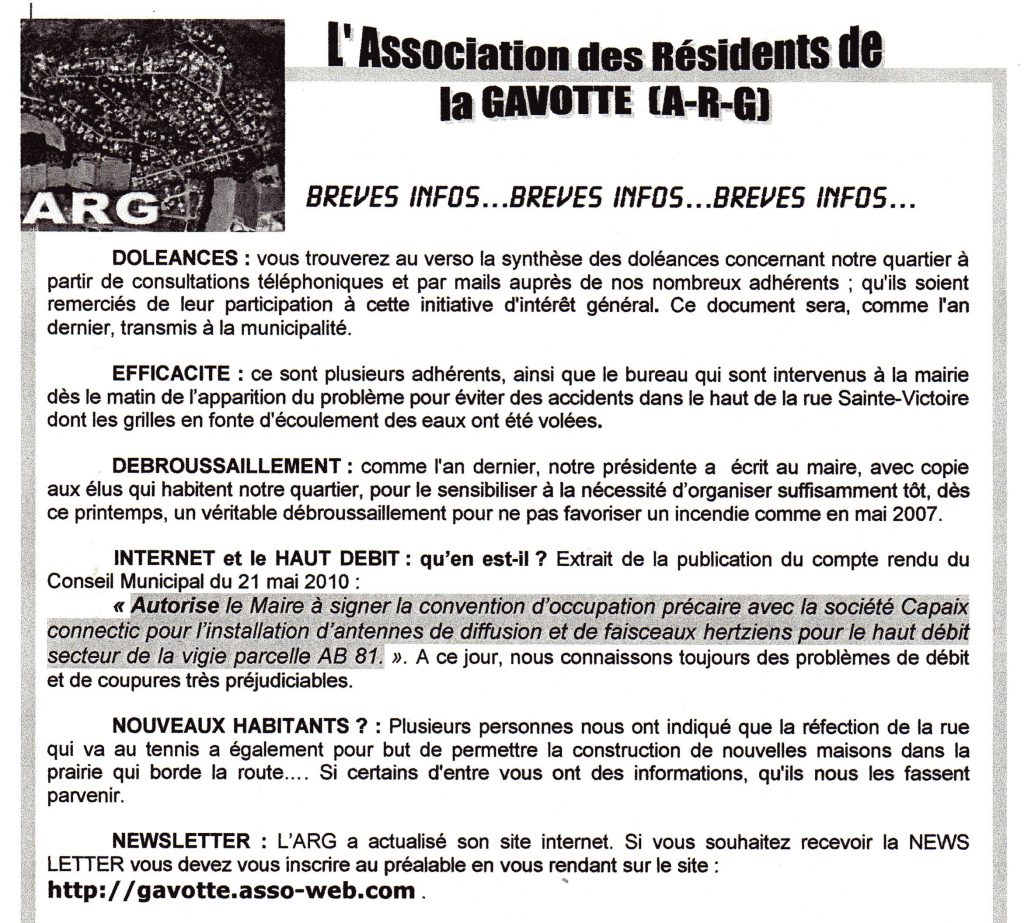 L'Association des Résidents de
la GAVOTTE (A-R-G)
ARG
BREVES INFOS...BREVES INFOS...BREVES INFOS...
DOLEANCES : vous trouverez au verso la synthèse des doléances concernant notre quartier à
partir de consultations téléphoniques et par mails auprès de nos nombreux adhérents ; qu'ils soient
remerciés de leur participation à cette initiative d'intérêt général. Ce document sera, comme l'an
dernier, transmis à la municipalité.
EFFICACITE : ce sont plusieurs adhérents, ainsi que le bureau qui sont intervenus à la mairie
dès le matin de l'apparition du problème pour éviter des accidents dans le haut de la rue Sainte-Victoire
dont les grilles en fonte d'écoulement des eaux ont été volées.
DEBROUSSAILLEMENT : comme l'an dernier, notre présidente a écrit au maire, avec copie
aux élus qui habitent notre quartier, pour le sensibiliser à la nécessité d'organiser suffisamment tôt, dès
ce printemps, un véritable débroussaillement pour ne pas favoriser un incendie comme en mai 2007.
INTERNET et le HAUT DEBIT : qu'en est-il ? Extrait de la publication du compte rendu du
Conseil Municipal du 21 mai 2010 :
« Autorise le Maire à signer la convention d'occupation précaire avec la société Capaix
connectic pour l'installation d'antennes de diffusion et de faisceaux hertziens pour le haut débit
secteur de la vigie parcelle AB 81. ». A ce jour, nous connaissons toujours des problèmes de débit
et de coupures très préjudiciables.
NOUVEAUX HABITANTS ? : Plusieurs personnes nous ont indiqué que la réfection de la rue
qui va au tennis a également pour but de permettre la construction de nouvelles maisons dans la
prairie qui borde la route.... Si certains d'entre vous ont des informations, qu'ils nous les fassent
parvenir.
NEWSLETTER : L'ARG a actualisé son site internet. Si vous souhaitez recevoir la NEWS
LETTER vous devez vous inscrire au préalable en vous rendant sur le site :
http://gavotte.asso-web.com .